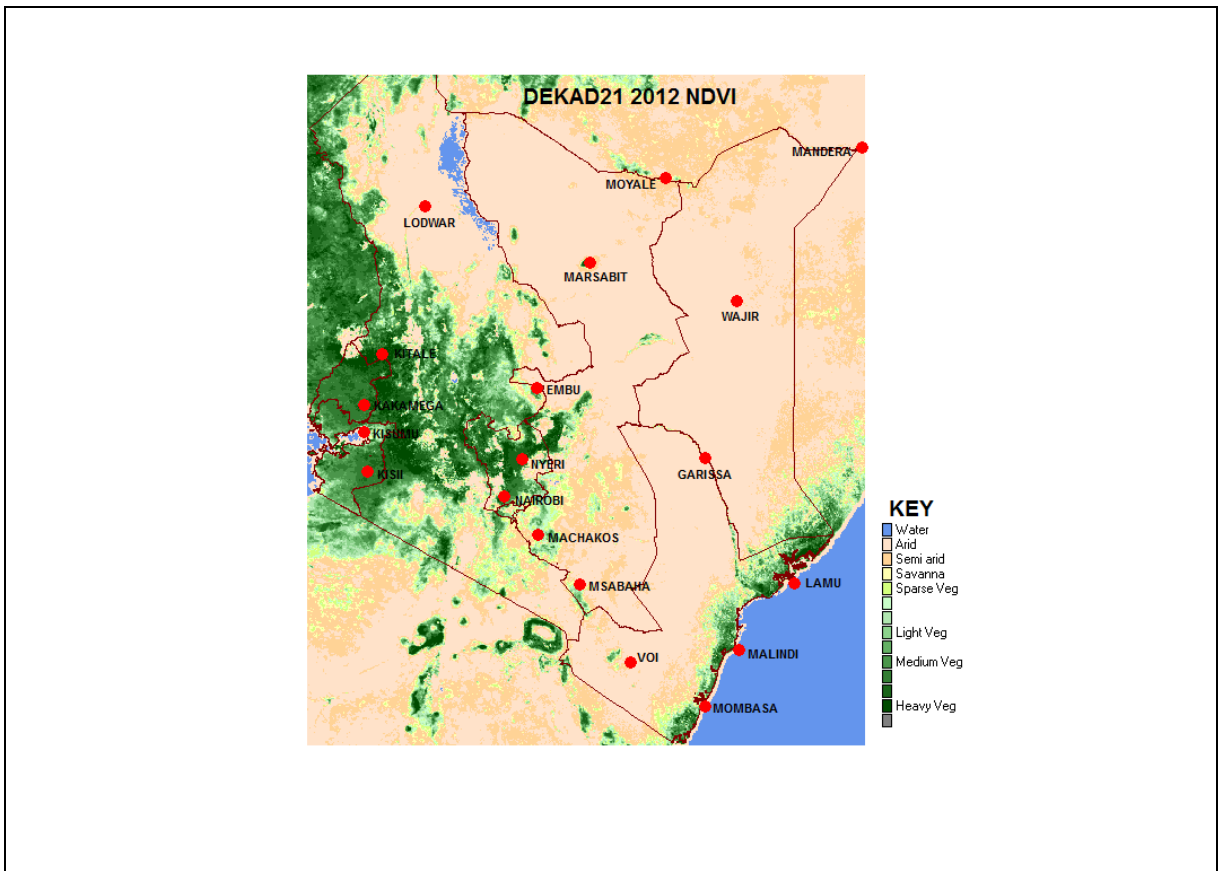 DEKAD21 2012 NDVI
MANDERA
MOYALE
LODWAR
MARSABIT
WAJIR
KITALE
EMBU
KAKAMEGA
KISUMU
KISII
NYERI
GARISSA
NAIROBI
MACHAKOS
MSABAHA
LAMU
VOI
MALINDI
MOMBASA
KEY
Water
Arid
Semi arid
Savanna
Sparse Veg
Light Veg
Medium Veg
Heavy Veg